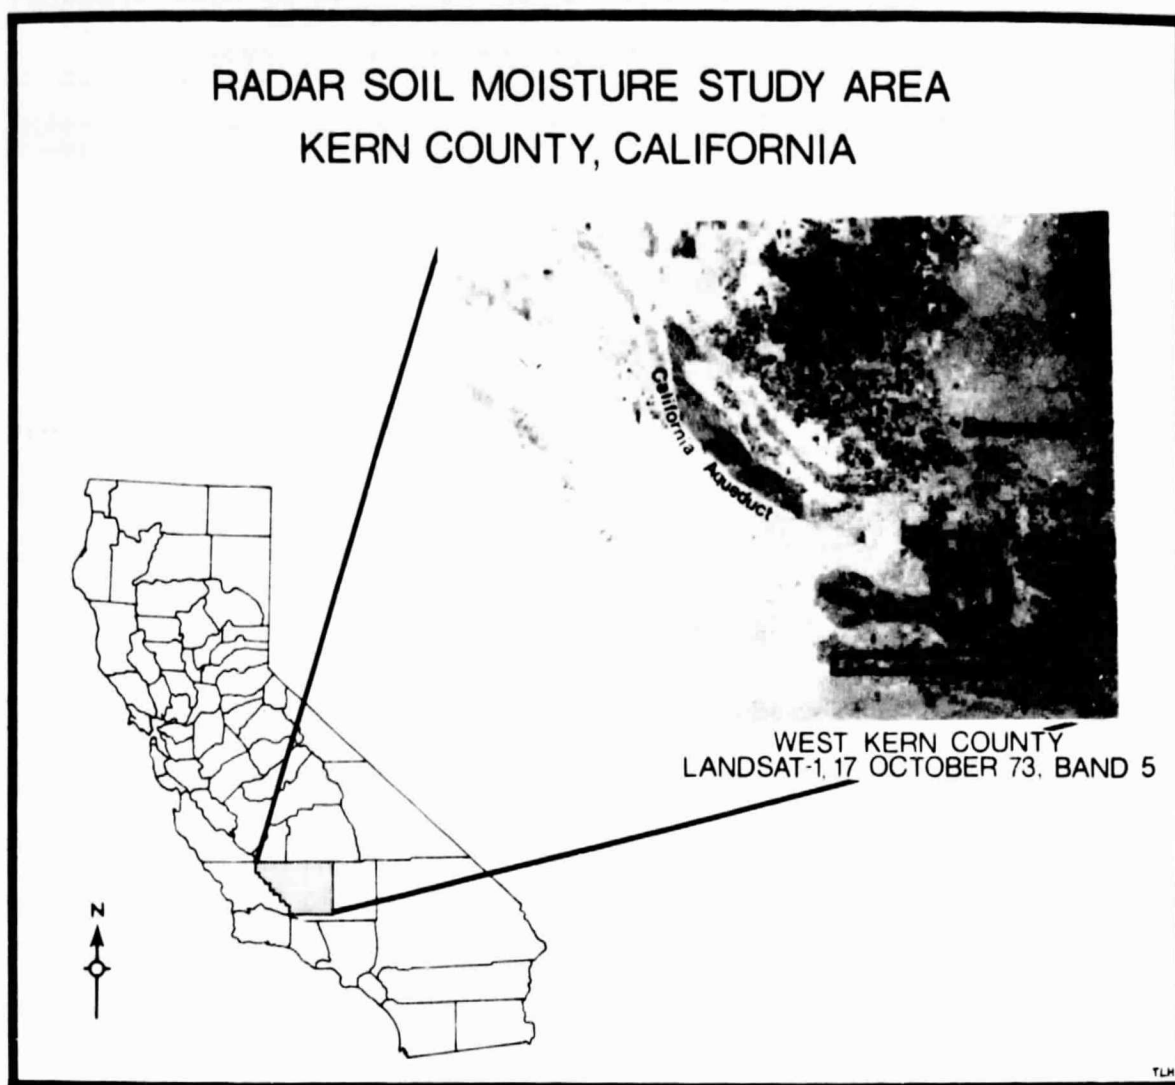 RADAR SOIL MOISTURE STUDY AREA
KERN COUNTY, CALIFORNIA
California Aqueduct
WEST KERN COUNTY
LANDSAT-1, 17 OCTOBER 73, BAND 5
N
TLH